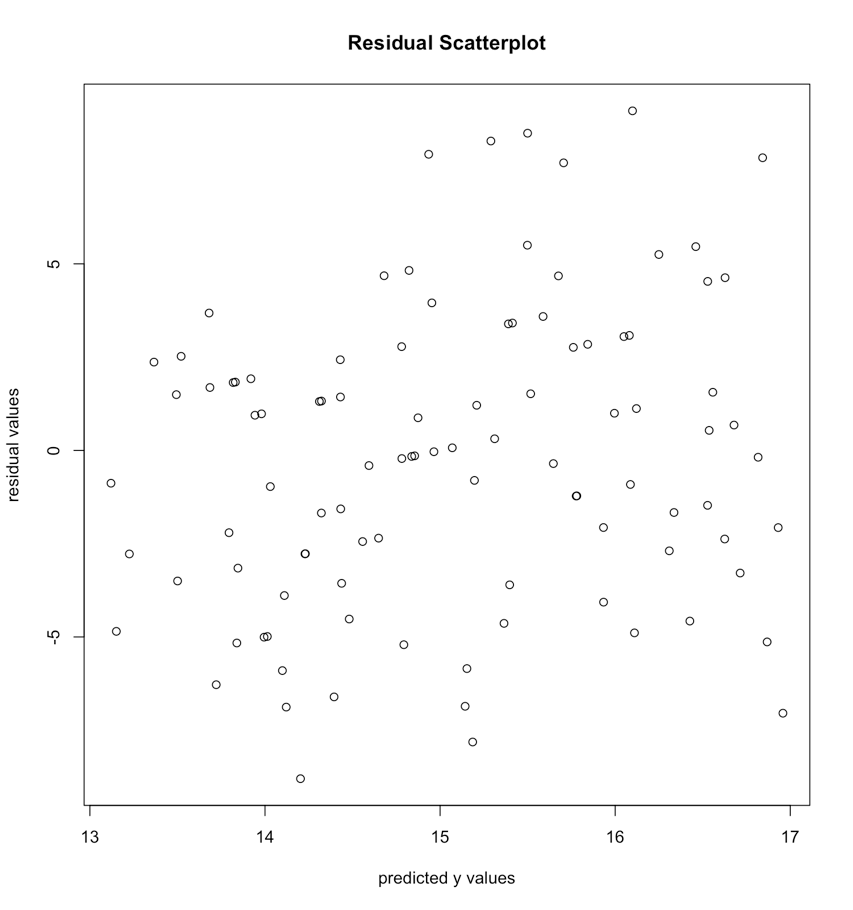 Residual Scatterplot
residual values
5
0
-5
13 14 15 16 17
predicted y values